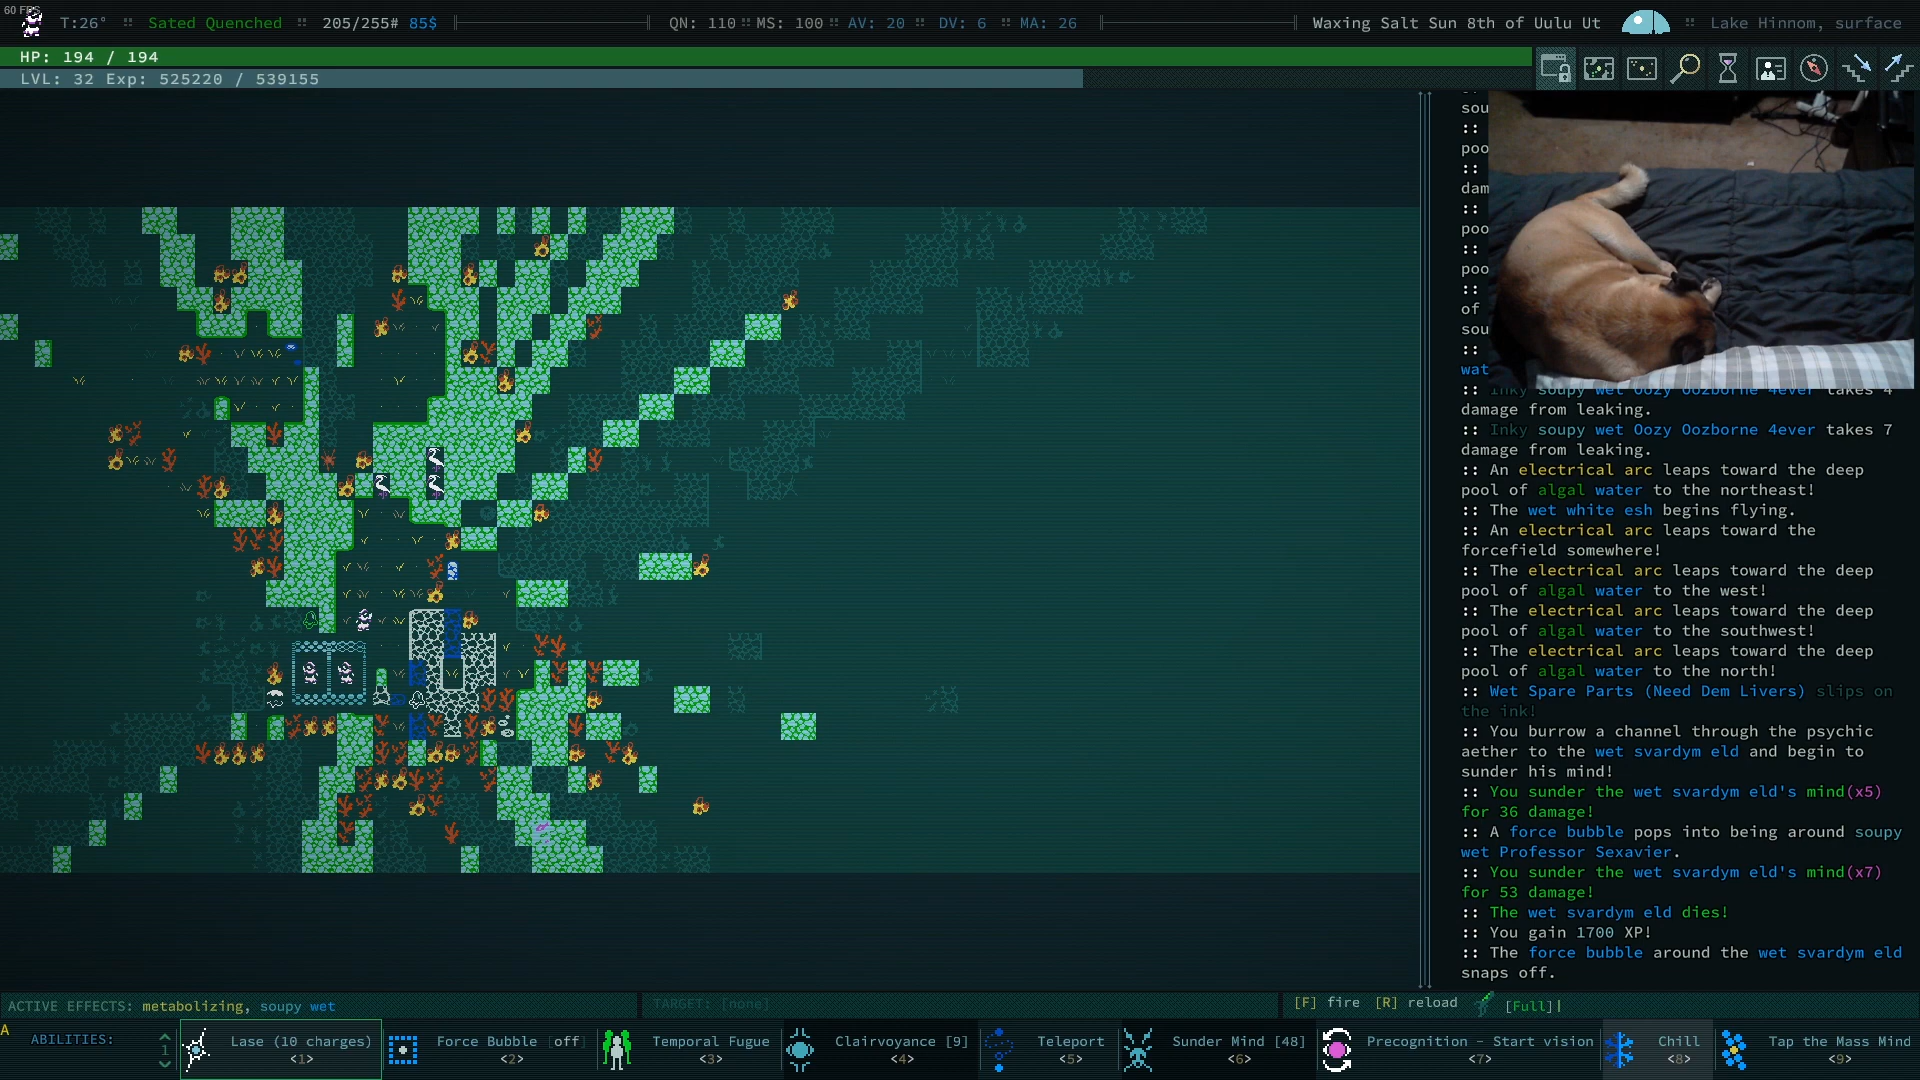 60 FPS
T:26° :: Sated Quenched :: 205/255# 85$
QN: 110 :: MS: 100 :: AV: 20 :: DV: 6 :: MA: 26
Waxing Salt Sun 8th of Uulu Ut :: Lake Hinnom, surface
HP: 194 / 194
LVL: 32 Exp: 525220 / 539155
sou
::
poo
::
dam
::
poo
::
poo
::
of
sou
::
wat
:: Inky soupy wet Oozy Oozborne 4ever takes 4
damage from leaking.
:: Inky soupy wet Oozy Oozborne 4ever takes 7
damage from leaking.
:: An electrical arc leaps toward the deep
pool of algal water to the northeast!
:: The wet white esh begins flying.
:: An electrical arc leaps toward the
forcefield somewhere!
:: The electrical arc leaps toward the deep
pool of algal water to the west!
:: The electrical arc leaps toward the deep
pool of algal water to the southwest!
:: The electrical arc leaps toward the deep
pool of algal water to the north!
:: Wet Spare Parts (Need Dem Livers) slips on
the ink!
:: You burrow a channel through the psychic
aether to the wet svardym eld and begin to
sunder his mind!
:: You sunder the wet svardym eld's mind(x5)
for 36 damage!
:: A force bubble pops into being around soupy
wet Professor Sexavier.
:: You sunder the wet svardym eld's mind(x7)
for 53 damage!
:: The wet svardym eld dies!
:: You gain 1700 XP!
:: The force bubble around the wet svardym eld
snaps off.
ACTIVE EFFECTS: metabolizing, soupy wet
TARGET: [none]
[F] fire [R] reload [Full]
A
ABILITIES:
1
Lase (10 charges)
<1>
Force Bubble [off]
<2>
Temporal Fugue
<3>
Clairvoyance [9]
<4>
Teleport
<5>
Sunder Mind [48]
<6>
Precognition - Start vision
<7>
Chill
<8>
Tap the Mass Mind
<9>